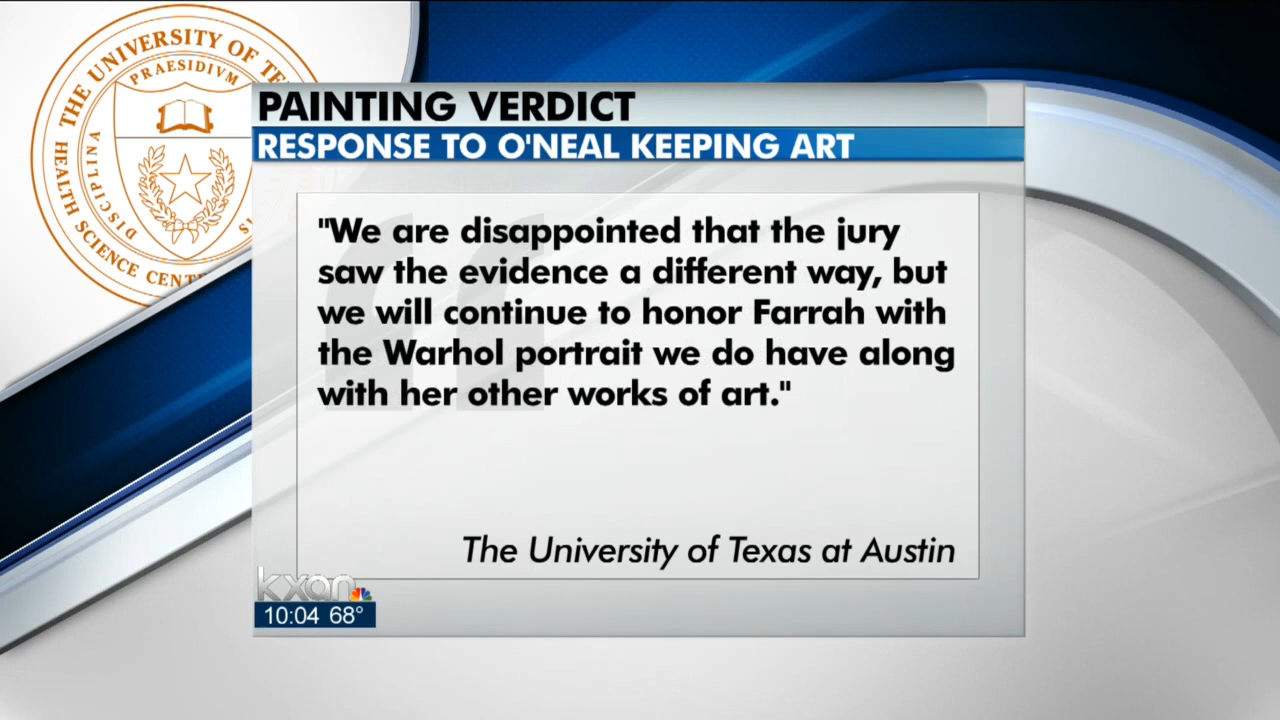 THE UNIVERSITY OF TE
PRAESIDIVM
DISCIPLINA
HEALTH SCIENCE CENT
PAINTING VERDICT
RESPONSE TO O'NEAL KEEPING ART
"We are disappointed that the jury
saw the evidence a different way, but
we will continue to honor Farrah with
the Warhol portrait we do have along
with her other works of art."
The University of Texas at Austin
kxan
10:04 68°